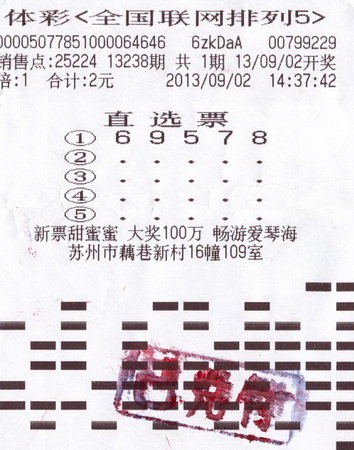 体彩<全国联网排列5>
00005077851000064646 6zkDaA 00799229
销售点:25224 13238期 共1期 13/09/02开奖
倍:1 合计:2元 2013/09/02 14:37:42
直选票
① 6 9 5 7 8
② . . . . .
③ . . . . .
④ . . . . .
⑤ . . . . .
新票甜蜜蜜 大奖100万 畅游爱琴海
苏州市藕巷新村16幢109室
已兑付